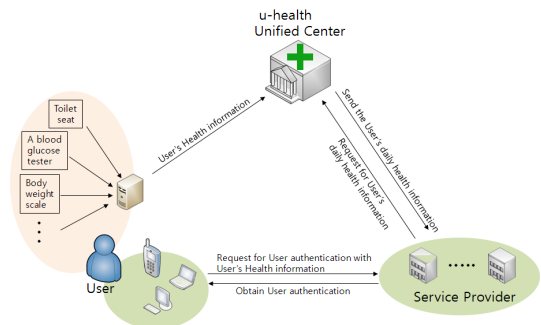 u-health
Unified Center
Toilet
seat
A blood
glucose
tester
Body
weight
scale
User's Health information
Send the User's daily health information
Request for User's
daily health
information
User
Request for User authentication with
User's Health information
Obtain User authentication
Service Provider